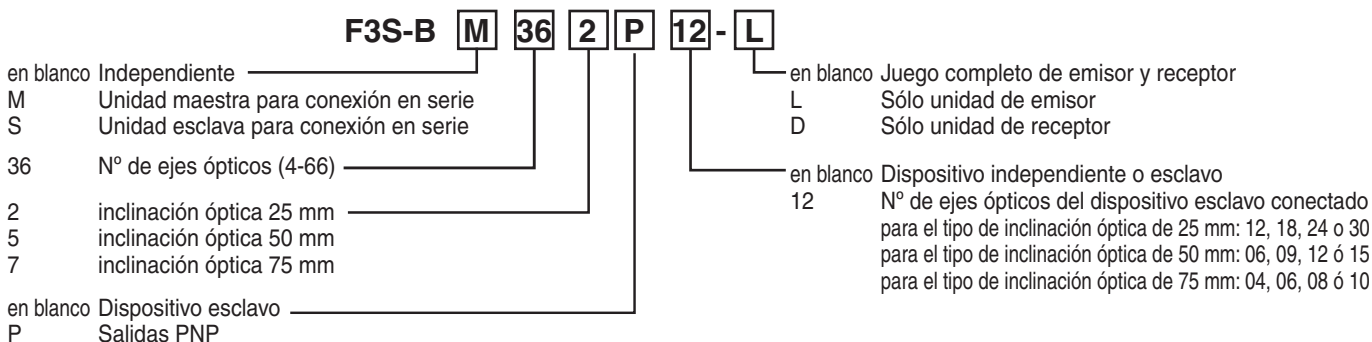 F3S-B M 36 2 P 12 - L
en blanco Independiente
M Unidad maestra para conexión en serie
S Unidad esclava para conexión en serie
36 Nº de ejes ópticos (4-66)
2 inclinación óptica 25 mm
5 inclinación óptica 50 mm
7 inclinación óptica 75 mm
en blanco Dispositivo esclavo
P Salidas PNP
en blanco Juego completo de emisor y receptor
L Sólo unidad de emisor
D Sólo unidad de receptor
en blanco Dispositivo independiente o esclavo
12 Nº de ejes ópticos del dispositivo esclavo conectado
para el tipo de inclinación óptica de 25 mm: 12, 18, 24 o 30
para el tipo de inclinación óptica de 50 mm: 06, 09, 12 ó 15
para el tipo de inclinación óptica de 75 mm: 04, 06, 08 ó 10